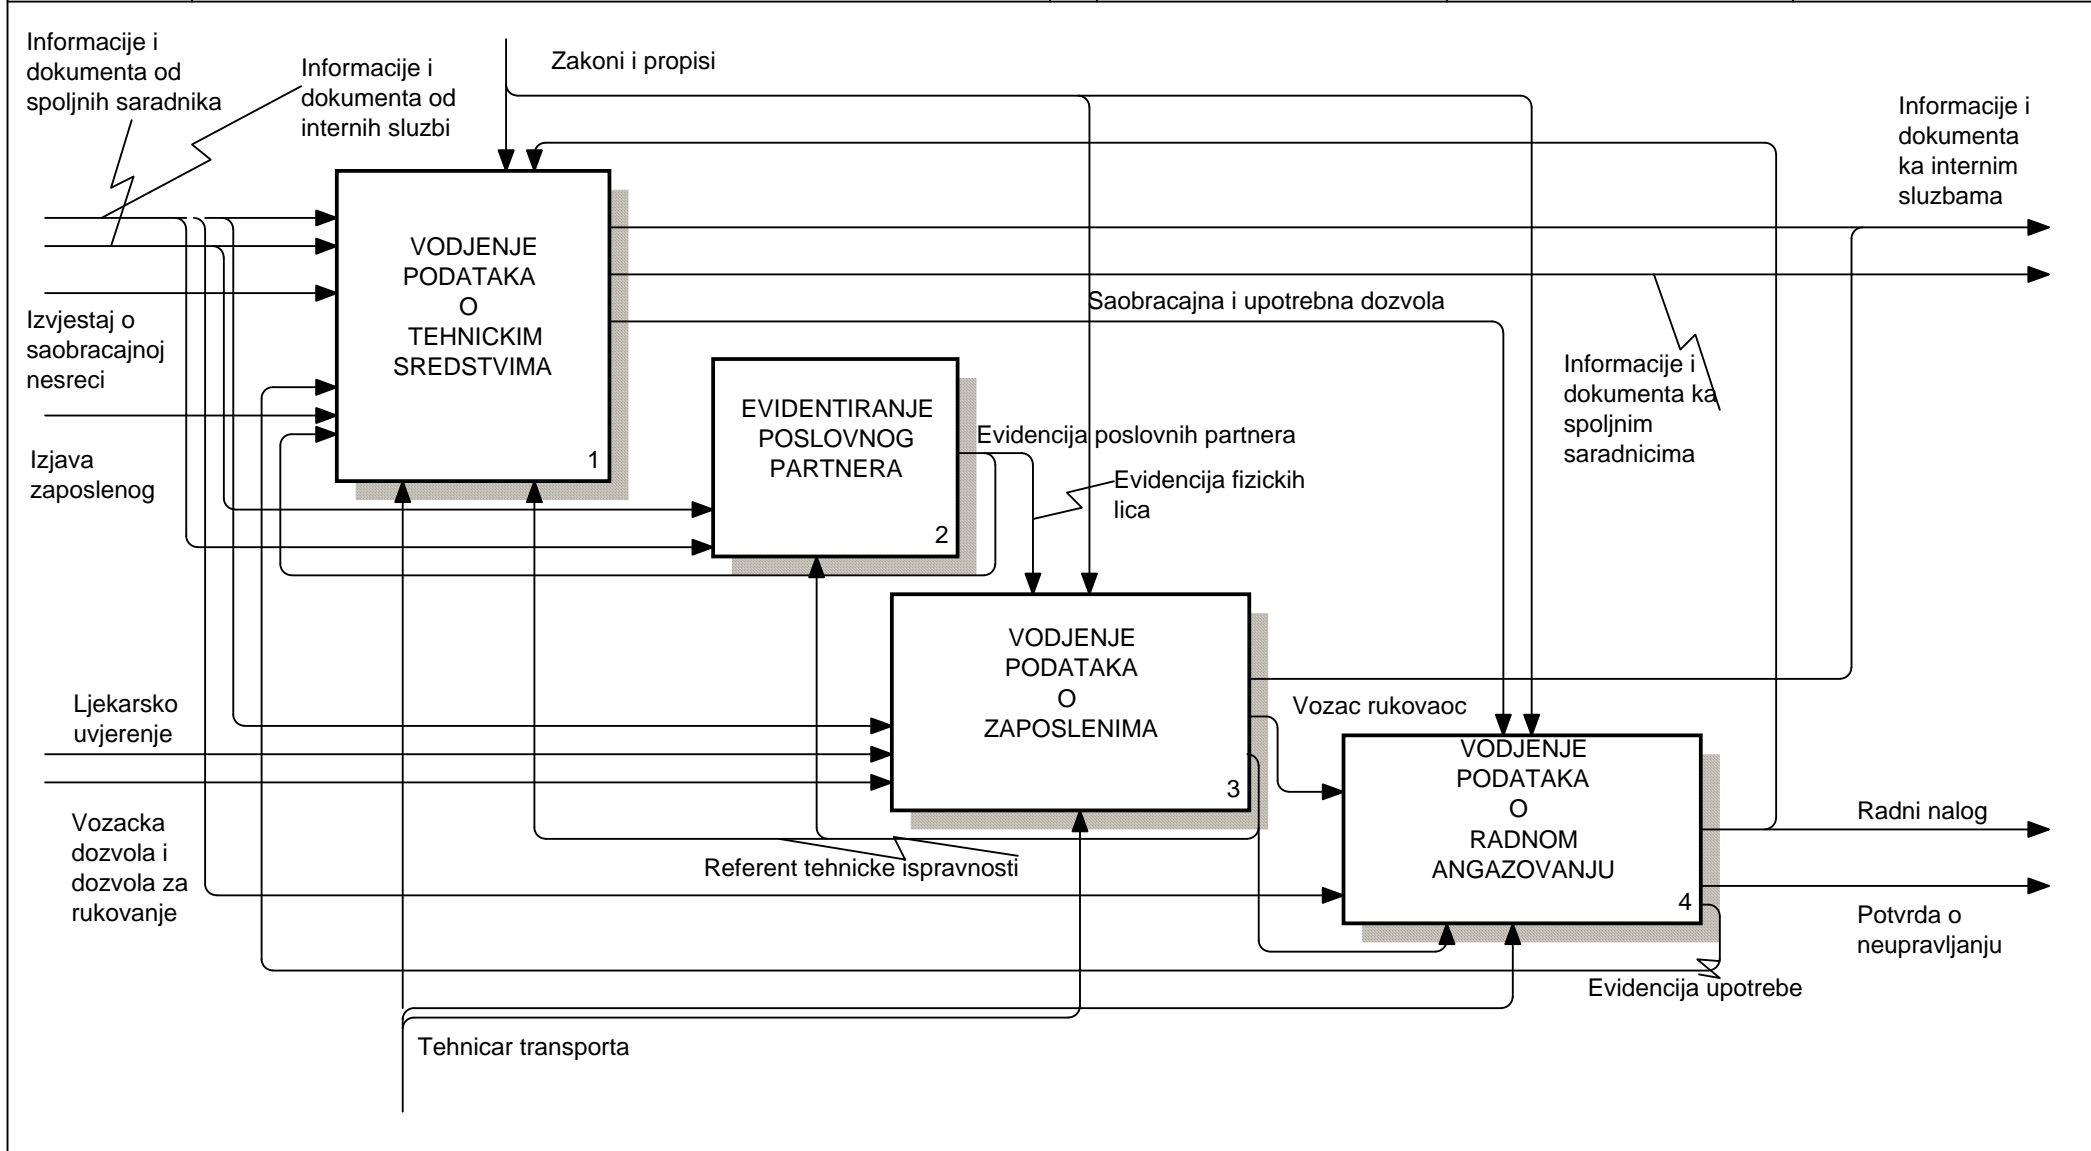 Informacije i
dokumenta od
spoljnih saradnika
Informacije i
dokumenta od
internih sluzbi
Zakoni i propisi
Informacije i
dokumenta
ka internim
sluzbama
VODJENJE
PODATAKA
O
TEHNICKIM
SREDSTVIMA
1
Izvjestaj o
saobracajnoj
nesreci
Izjava
zaposlenog
Saobracajna i upotrebna dozvola
Informacije i
dokumenta ka
spoljnim
saradnicima
EVIDENTIRANJE
POSLOVNOG
PARTNERA
2
Evidencija poslovnih partnera
Evidencija fizickih
lica
VODJENJE
PODATAKA
O
ZAPOSLENIMA
3
Ljekarsko
uvjerenje
Vozacka
dozvola i
dozvola za
rukovanje
Vozac rukovaoc
VODJENJE
PODATAKA
O
RADNOM
ANGAZOVANJU
4
Referent tehnicke ispravnosti
Radni nalog
Potvrda o
neupravljanju
Evidencija upotrebe
Tehnicar transporta